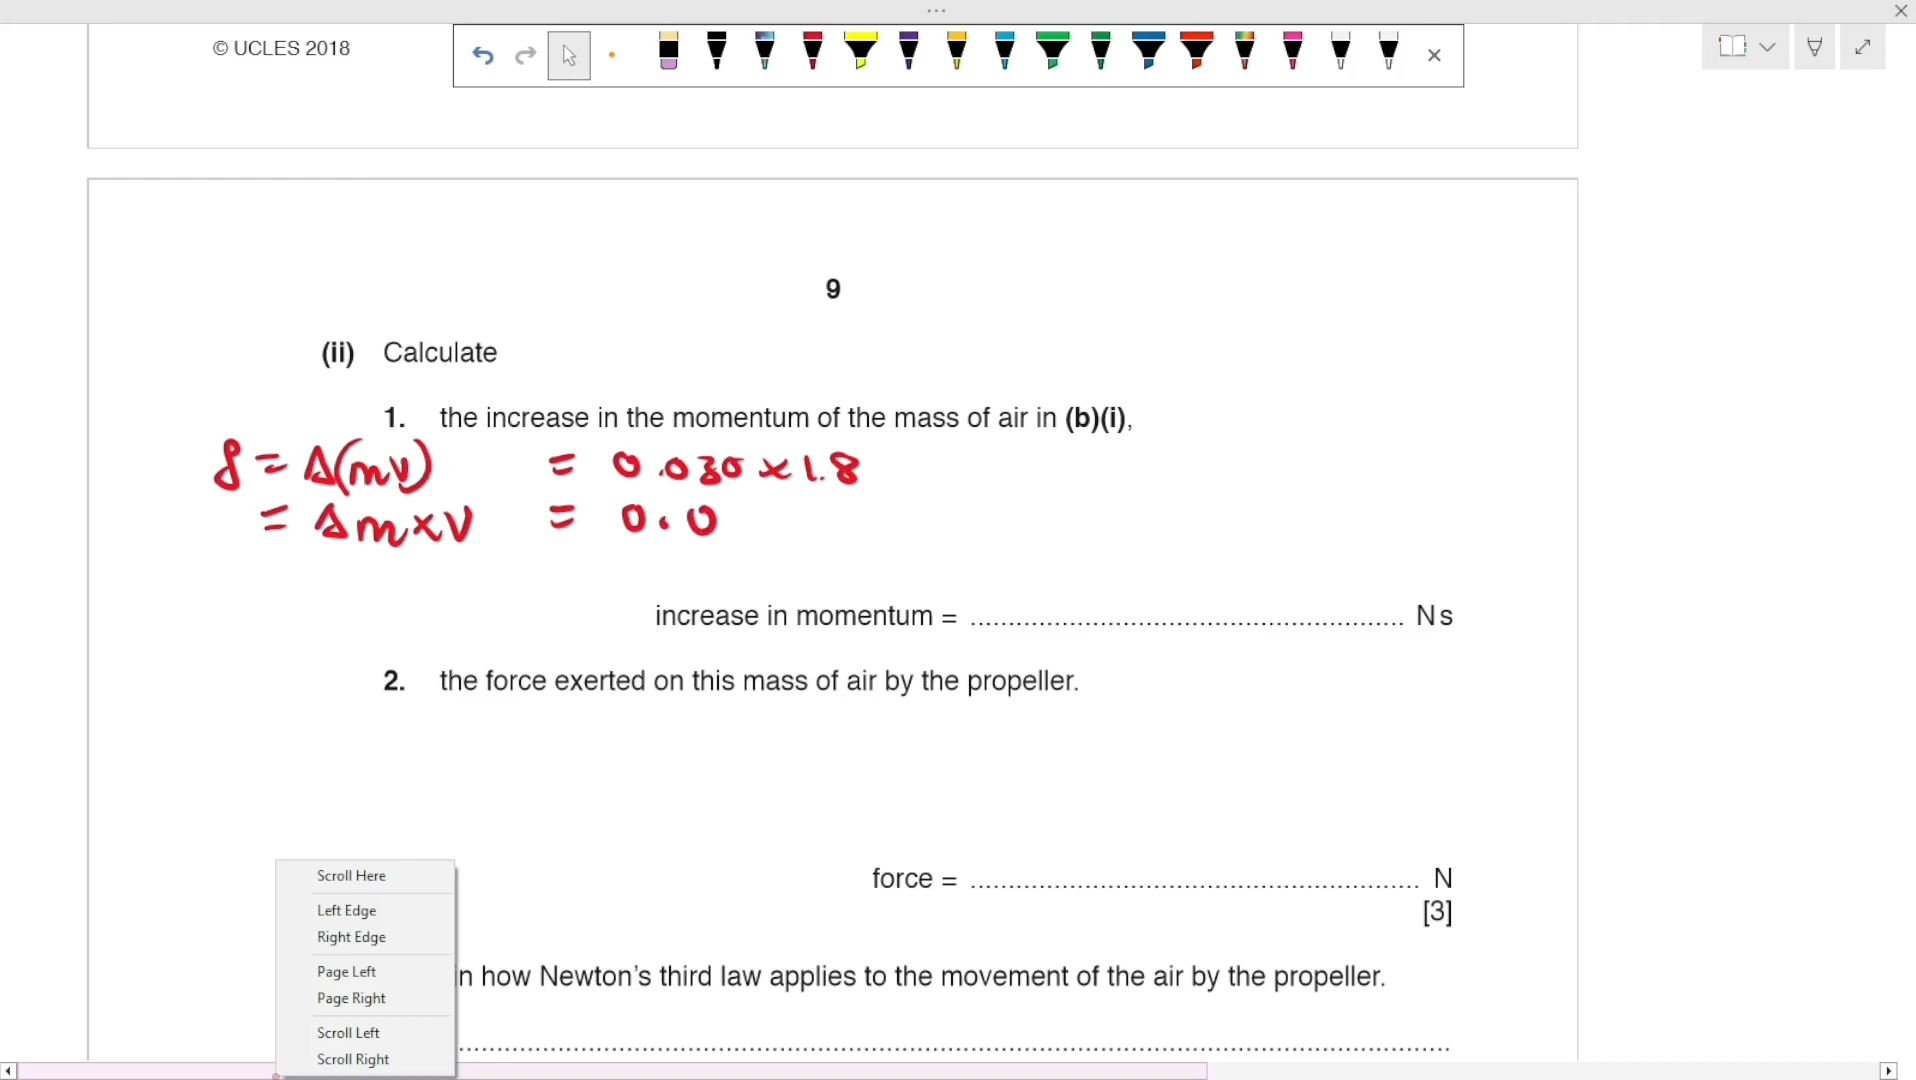 © UCLES 2018
9
(ii) Calculate
1. the increase in the momentum of the mass of air in (b)(i),
= Δ(mv) = 0.030 × 1.8
= Δm×v = 0.0
increase in momentum = ........................................................ Ns
2. the force exerted on this mass of air by the propeller.
force = .......................................................... N
[3]
in how Newton's third law applies to the movement of the air by the propeller.
Scroll Here
Left Edge
Right Edge
Page Left
Page Right
Scroll Left
Scroll Right